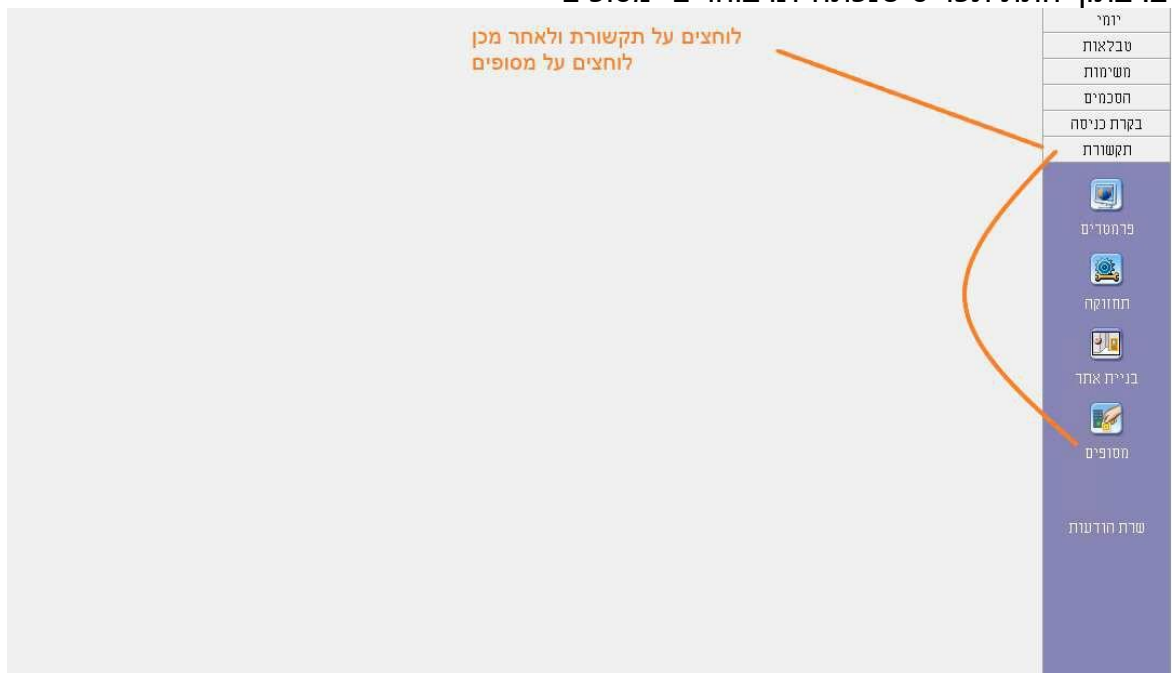 לוחצים על תקשורת ולאחר מכן
לוחצים על מסופים
יומי
טבלאות
משימות
הסכמים
בקרת כניסה
תקשורת
פרמטרים
תחזוקה
בניית אתר
מסופים
שרת הודעות